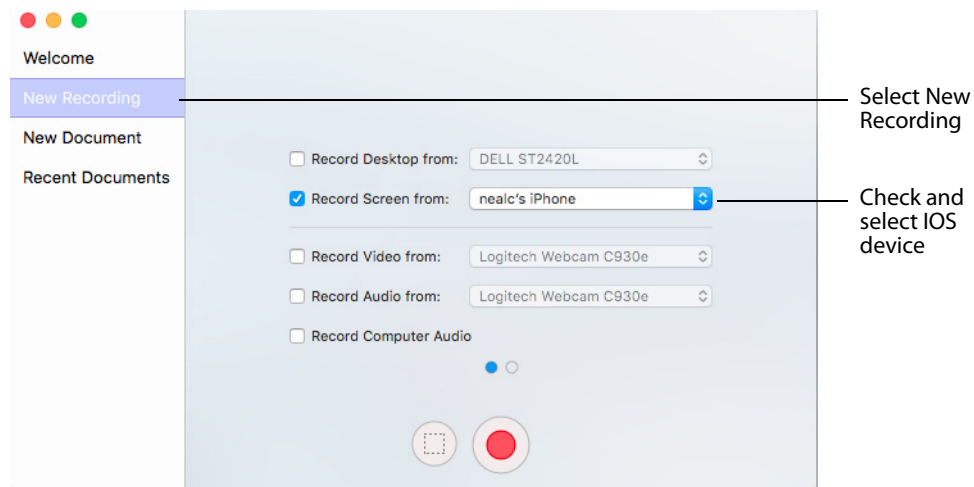 Welcome
New Recording
New Document
Recent Documents
Record Desktop from: DELL ST2420L
Record Screen from: nealc's iPhone
Record Video from: Logitech Webcam C930e
Record Audio from: Logitech Webcam C930e
Record Computer Audio
Select New
Recording
Check and
select IOS
device